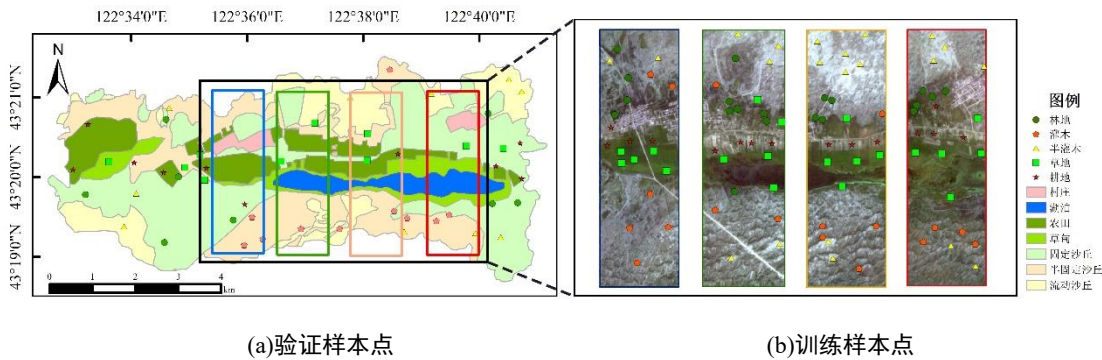 122°34′0″E 122°36′0″E 122°38′0″E 122°40′0″E
N
43°21′0″N
43°20′0″N
43°19′0″N
0 1 2 4
km
图例
林地
灌木
半灌木
草地
耕地
村庄
湖泊
农田
草甸
固定沙丘
半固定沙丘
流动沙丘
(a)验证样本点
(b)训练样本点